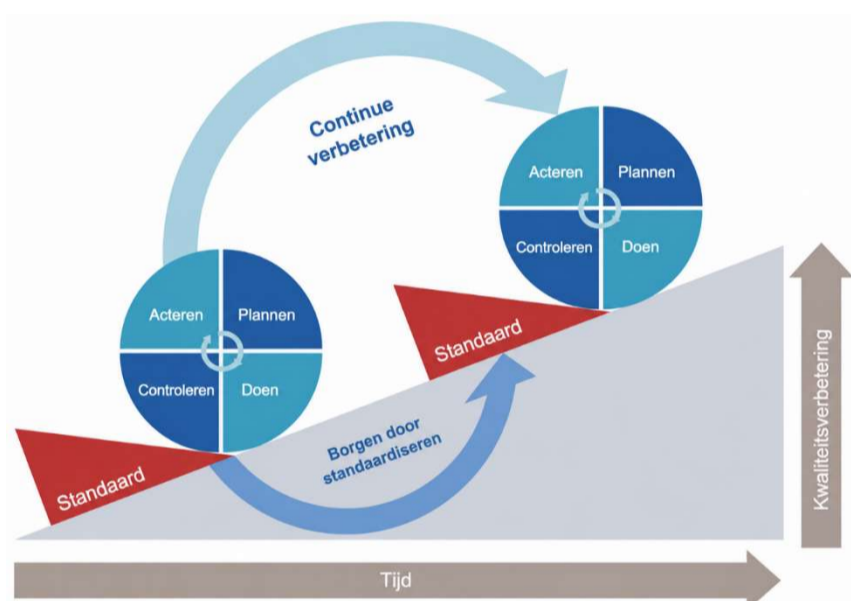 Continue
verbetering
Acteren
Plannen
Controleren
Doen
Acteren
Plannen
Controleren
Doen
Standaard
Standaard
Borgen door
standaardiseren
Kwaliteitsverbetering
Tijd